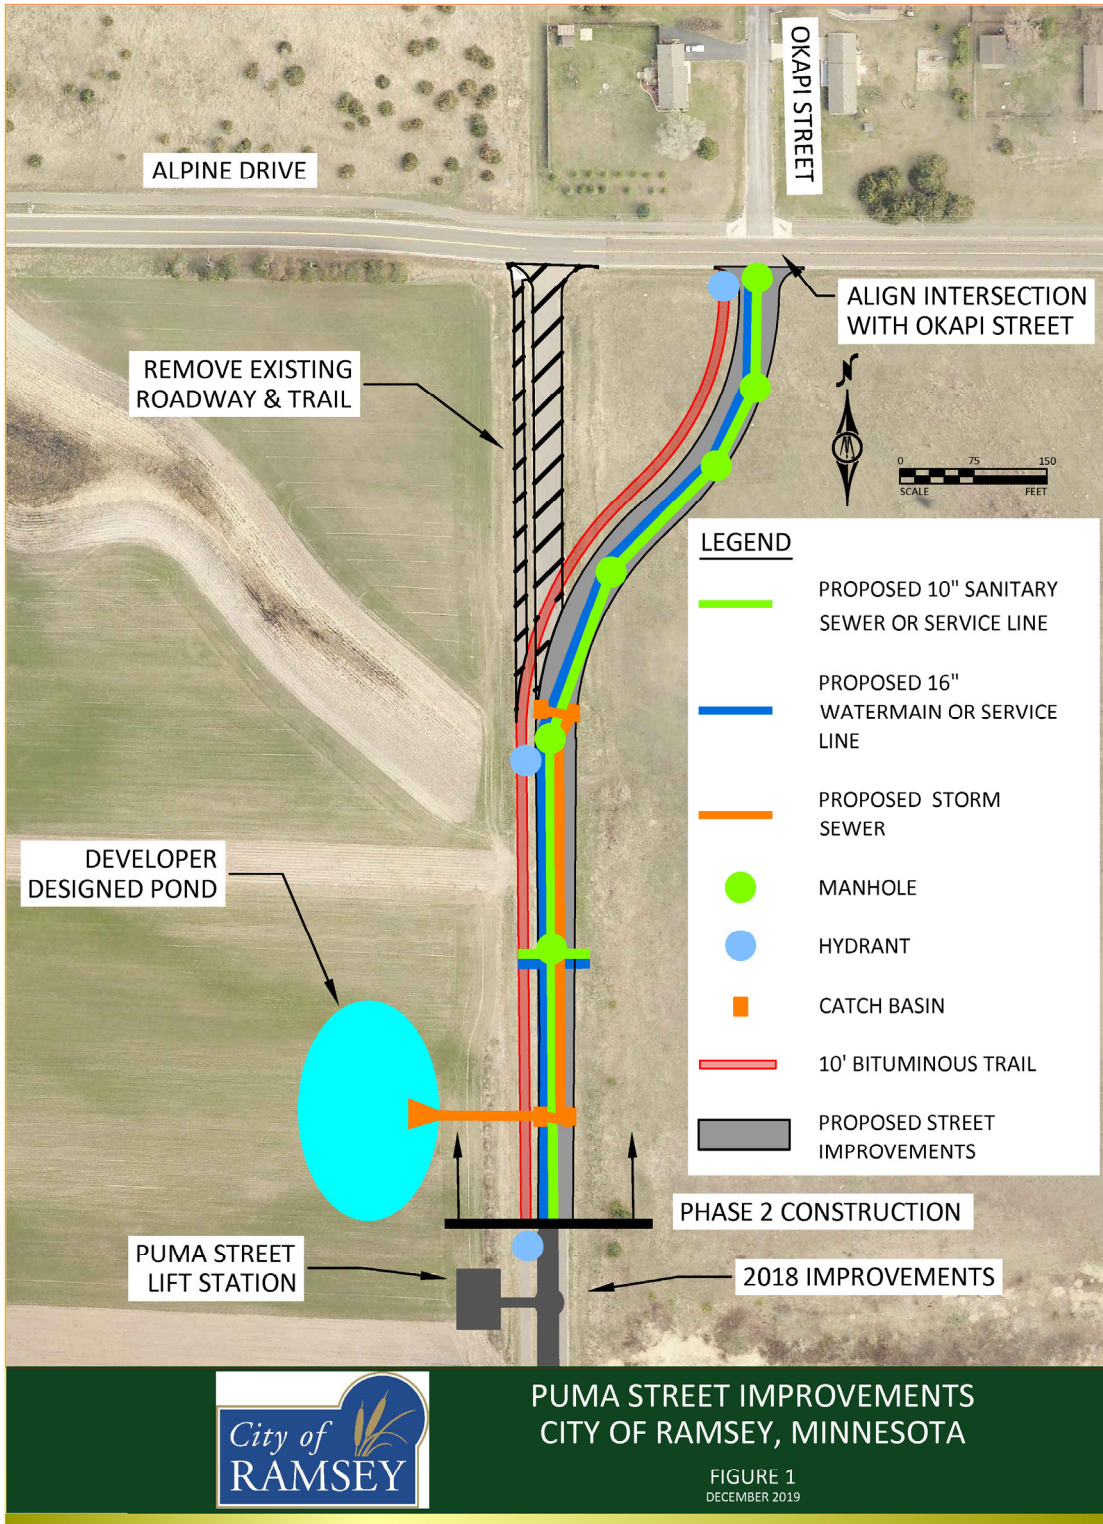 OKAPI STREET
ALPINE DRIVE
ALIGN INTERSECTION
WITH OKAPI STREET
REMOVE EXISTING
ROADWAY & TRAIL
N
0 75 150
SCALE FEET
LEGEND
PROPOSED 10" SANITARY
SEWER OR SERVICE LINE
PROPOSED 16"
WATERMAIN OR SERVICE
LINE
PROPOSED STORM
SEWER
MANHOLE
HYDRANT
CATCH BASIN
10' BITUMINOUS TRAIL
PROPOSED STREET
IMPROVEMENTS
DEVELOPER
DESIGNED POND
PHASE 2 CONSTRUCTION
PUMA STREET
LIFT STATION
2018 IMPROVEMENTS
City of
RAMSEY
PUMA STREET IMPROVEMENTS
CITY OF RAMSEY, MINNESOTA
FIGURE 1
DECEMBER 2019